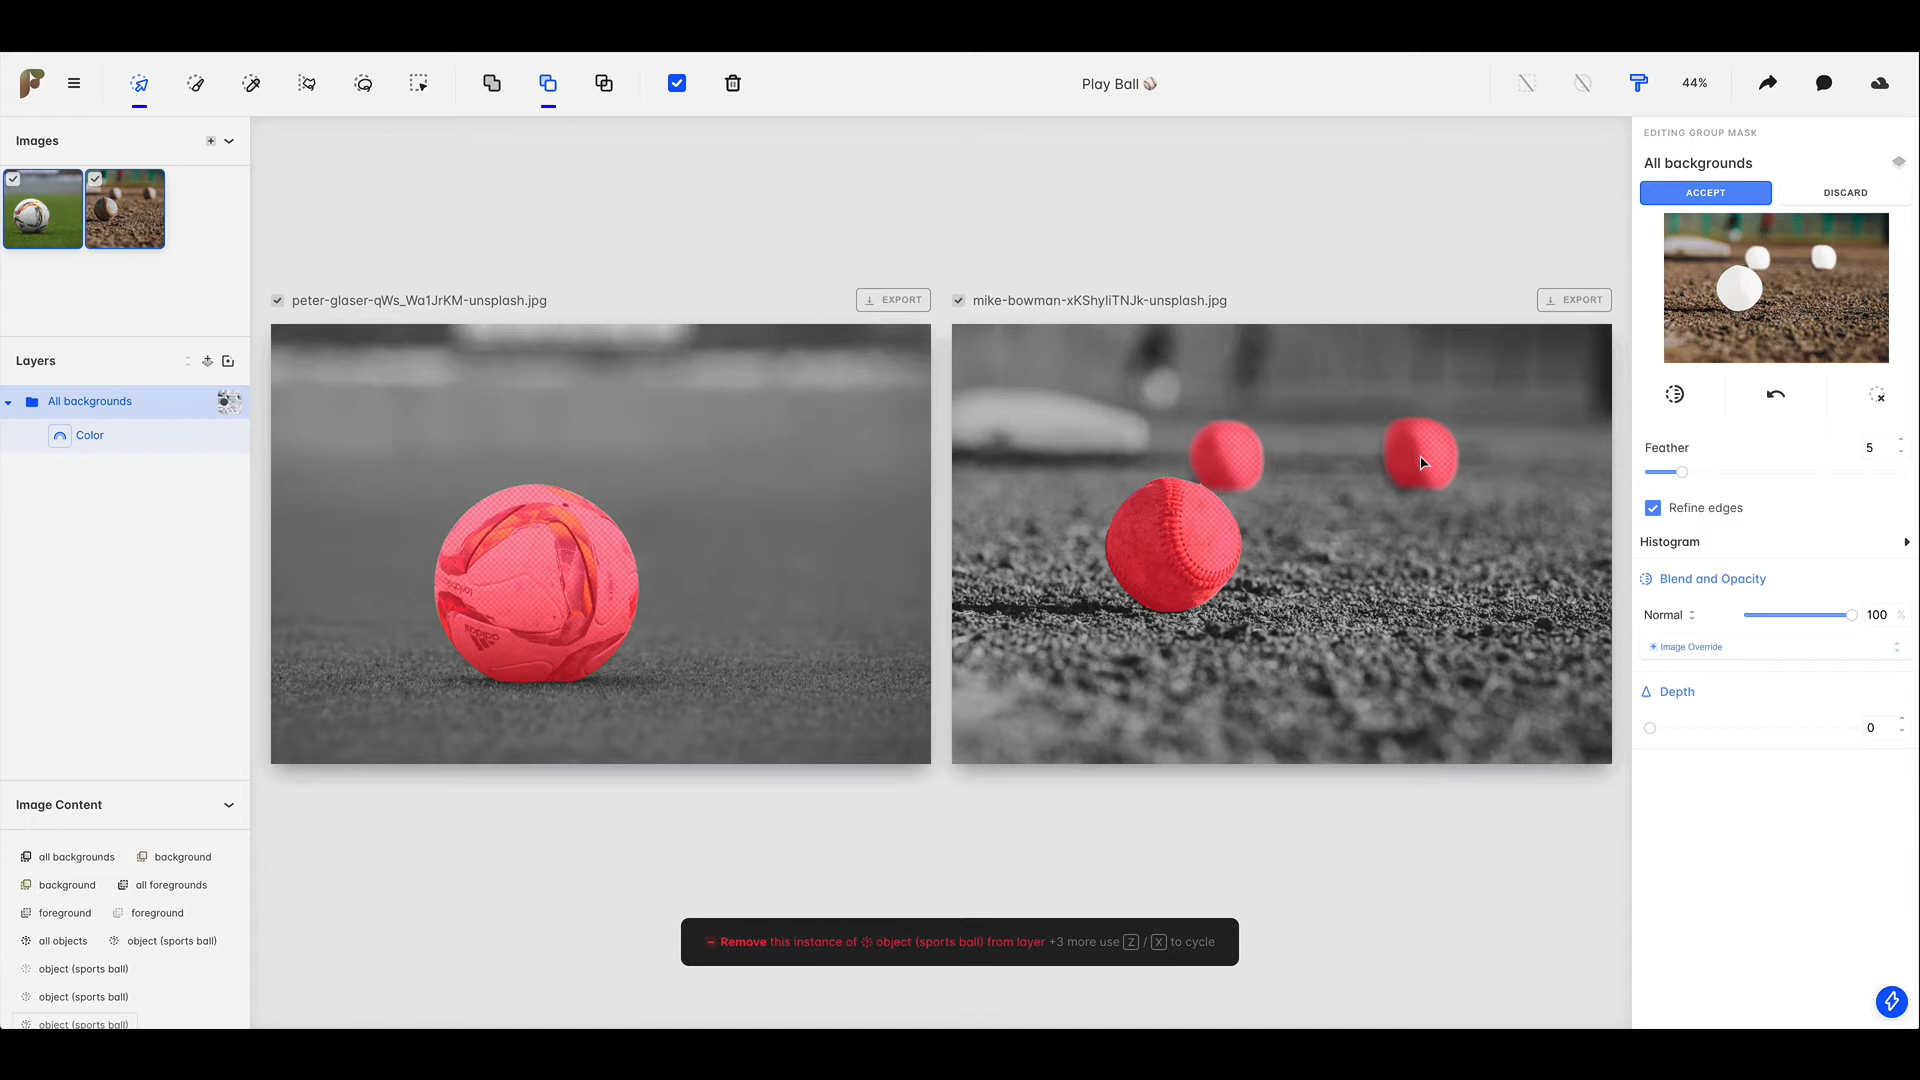 Play Ball
44%
Images
EDITING GROUP MASK
All backgrounds
ACCEPT
DISCARD
peter-glaser-qWs_Wa1JrKM-unsplash.jpg
EXPORT
mike-bowman-xKShyIiTNJk-unsplash.jpg
EXPORT
Layers
All backgrounds
Color
adidas
Feather
5
Refine edges
Histogram
Blend and Opacity
Normal
100 %
Image Override
Depth
0
Image Content
all backgrounds
background
background
all foregrounds
foreground
foreground
all objects
object (sports ball)
object (sports ball)
object (sports ball)
object (sports ball)
Remove this instance of object (sports ball) from layer +3 more use Z / X to cycle